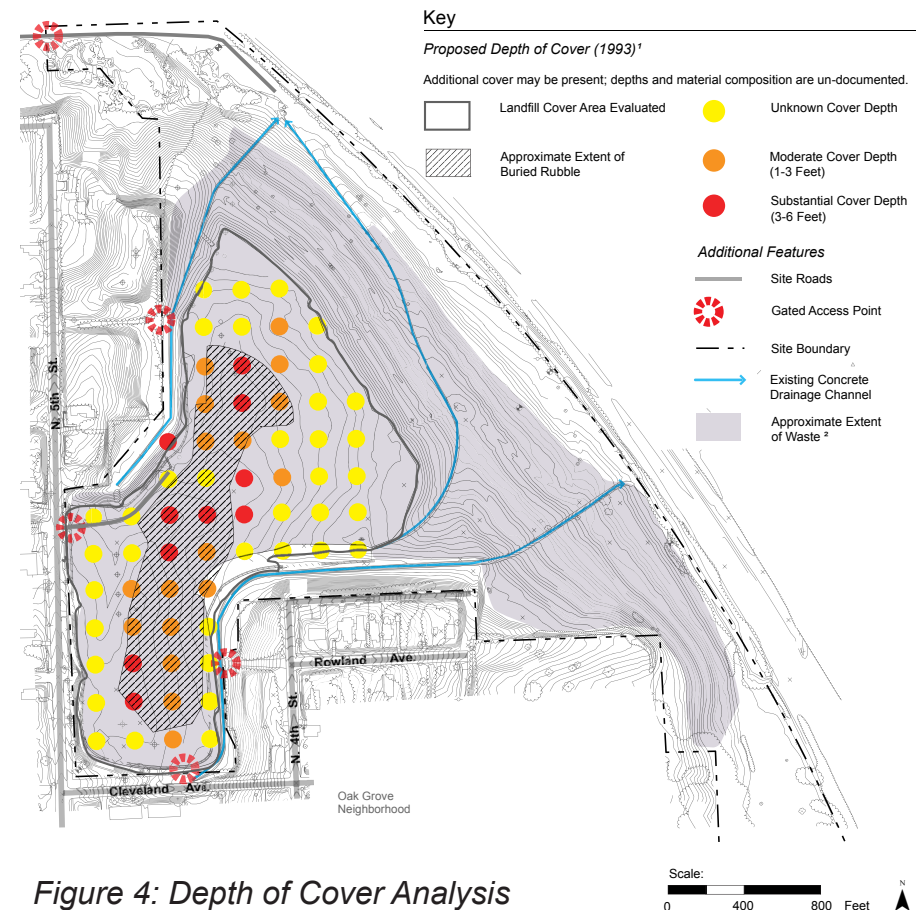 Key
Proposed Depth of Cover (1993)¹
Additional cover may be present; depths and material composition are un-documented.
Landfill Cover Area Evaluated
Unknown Cover Depth
Approximate Extent of
Buried Rubble
Moderate Cover Depth
(1-3 Feet)
Substantial Cover Depth
(3-6 Feet)
Additional Features
Site Roads
Gated Access Point
Site Boundary
Existing Concrete
Drainage Channel
Approximate Extent
of Waste ²
N. 5th St.
Rowland Ave.
N. 4th St.
Cleveland Ave.
Oak Grove
Neighborhood
Figure 4: Depth of Cover Analysis
Scale:
0 400 800 Feet
N